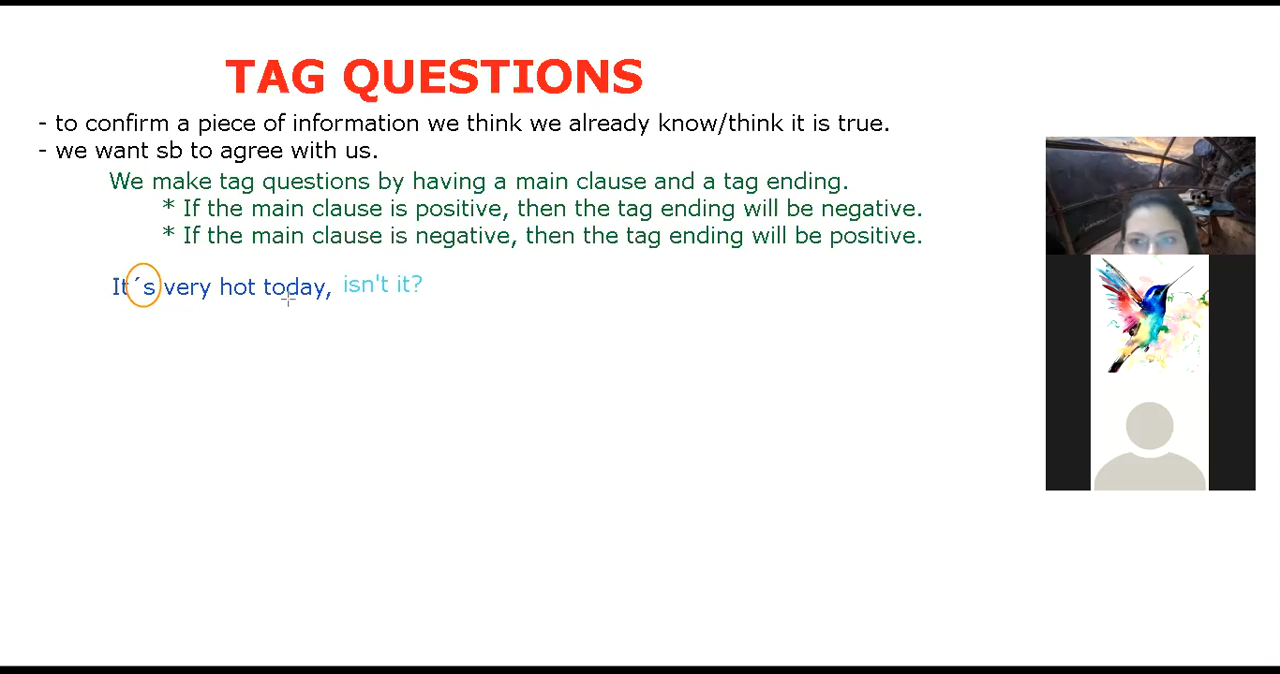 TAG QUESTIONS
- to confirm a piece of information we think we already know/think it is true.
- we want sb to agree with us.
We make tag questions by having a main clause and a tag ending.
* If the main clause is positive, then the tag ending will be negative.
* If the main clause is negative, then the tag ending will be positive.
It´s very hot today, isn't it?